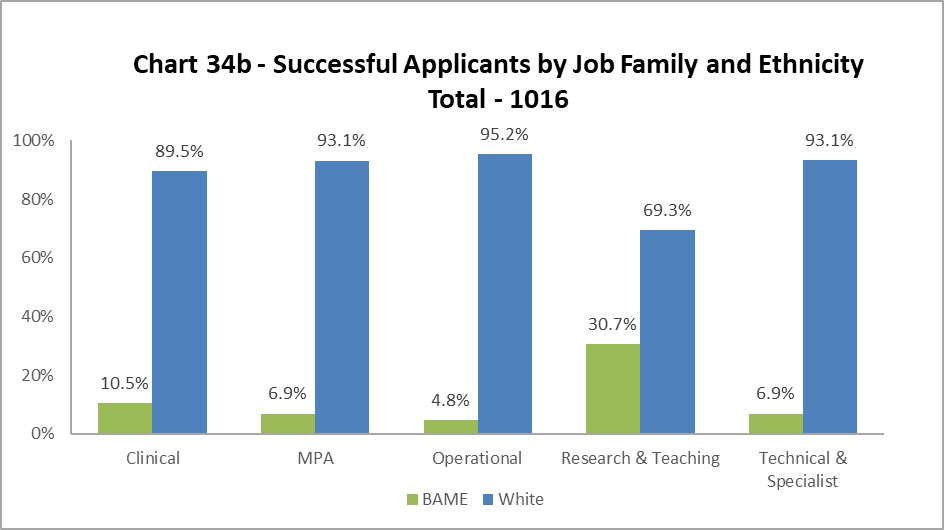 Chart 34b - Successful Applicants by Job Family and Ethnicity
Total - 1016
100%
80%
60%
40%
20%
0%
10.5%
89.5%
6.9%
93.1%
4.8%
95.2%
30.7%
69.3%
6.9%
93.1%
Clinical
MPA
Operational
Research & Teaching
Technical &
Specialist
BAME
White